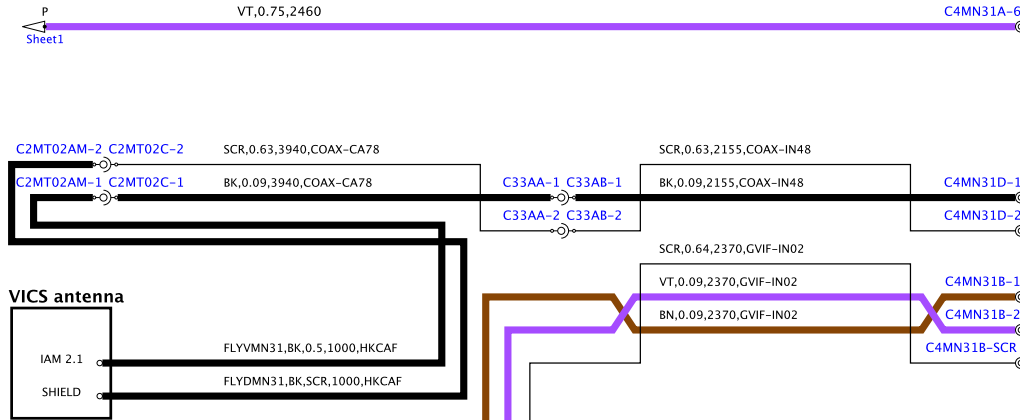 P
VT,0.75,2460
C4MN31A-6
Sheet1
C2MT02AM-2 C2MT02C-2
SCR,0.63,3940,COAX-CA78
SCR,0.63,2155,COAX-IN48
C2MT02AM-1 C2MT02C-1
BK,0.09,3940,COAX-CA78
C33AA-1 C33AB-1
BK,0.09,2155,COAX-IN48
C4MN31D-1
C33AA-2 C33AB-2
C4MN31D-2
SCR,0.64,2370,GVIF-IN02
VT,0.09,2370,GVIF-IN02
C4MN31B-1
VICS antenna
BN,0.09,2370,GVIF-IN02
C4MN31B-2
IAM 2.1
FLYVMN31,BK,0.5,1000,HKCAF
C4MN31B-SCR
SHIELD
FLYDMN31,BK,SCR,1000,HKCAF